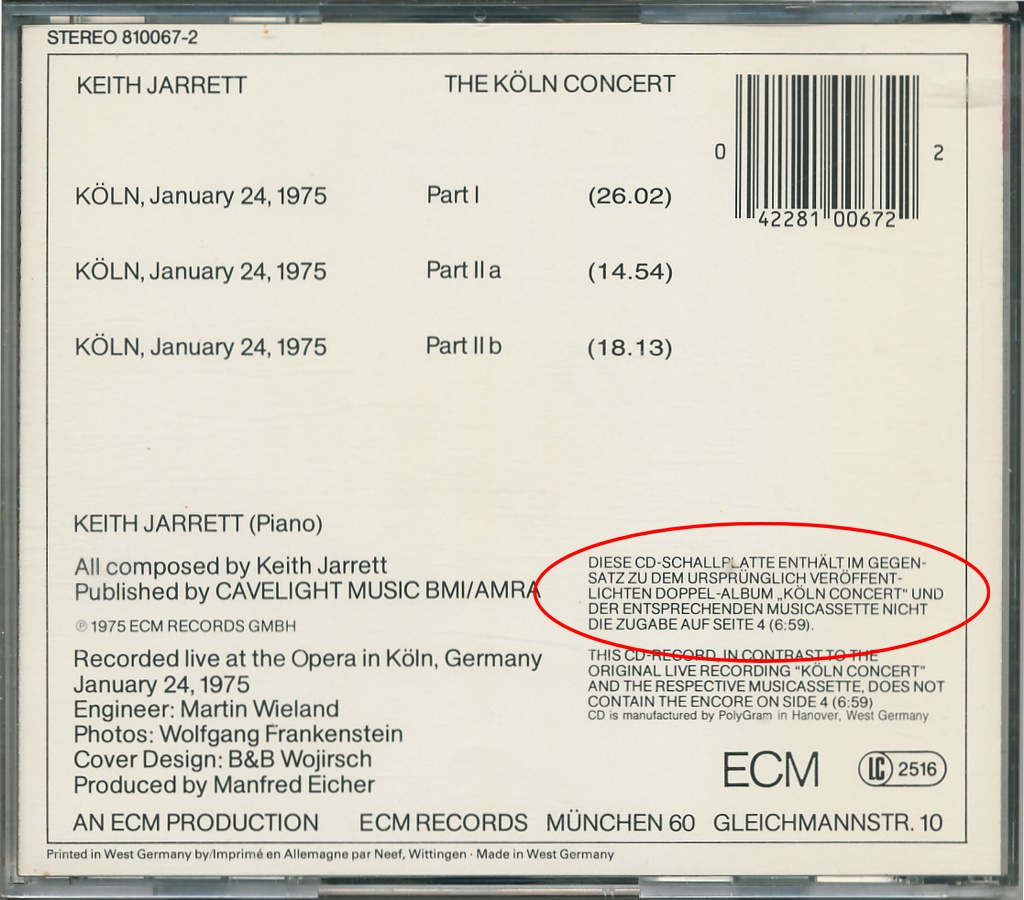 STEREO 810067-2
KEITH JARRETT THE KÖLN CONCERT
0 42281 00672 2
KÖLN, January 24, 1975 Part I (26.02)
KÖLN, January 24, 1975 Part II a (14.54)
KÖLN, January 24, 1975 Part II b (18.13)
KEITH JARRETT (Piano)
All composed by Keith Jarrett
Published by CAVELIGHT MUSIC BMI/AMRA
℗ 1975 ECM RECORDS GMBH
Recorded live at the Opera in Köln, Germany
January 24, 1975
Engineer: Martin Wieland
Photos: Wolfgang Frankenstein
Cover Design: B&B Wojirsch
Produced by Manfred Eicher
DIESE CD-SCHALLPLATTE ENTHÄLT IM GEGEN-
SATZ ZU DEM URSPRÜNGLICH VERÖFFENT-
LICHTEN DOPPEL-ALBUM „KÖLN CONCERT“ UND
DER ENTSPRECHENDEN MUSICASSETTE NICHT
DIE ZUGABE AUF SEITE 4 (6:59).
THIS CD-RECORD, IN CONTRAST TO THE
ORIGINAL LIVE RECORDING “KÖLN CONCERT”
AND THE RESPECTIVE MUSICASSETTE, DOES NOT
CONTAIN THE ENCORE ON SIDE 4 (6:59)
CD is manufactured by PolyGram in Hanover, West Germany
ECM LC 2516
AN ECM PRODUCTION ECM RECORDS MÜNCHEN 60 GLEICHMANNSTR. 10
Printed in West Germany by/Imprimé en Allemagne par Neef, Wittingen · Made in West Germany